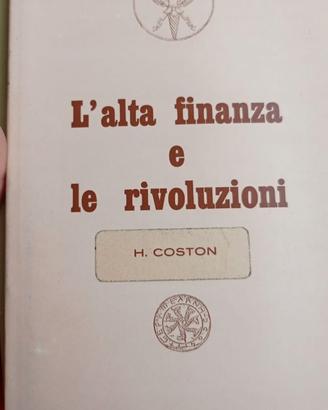 L'alta finanza
e
le rivoluzioni
H. COSTON